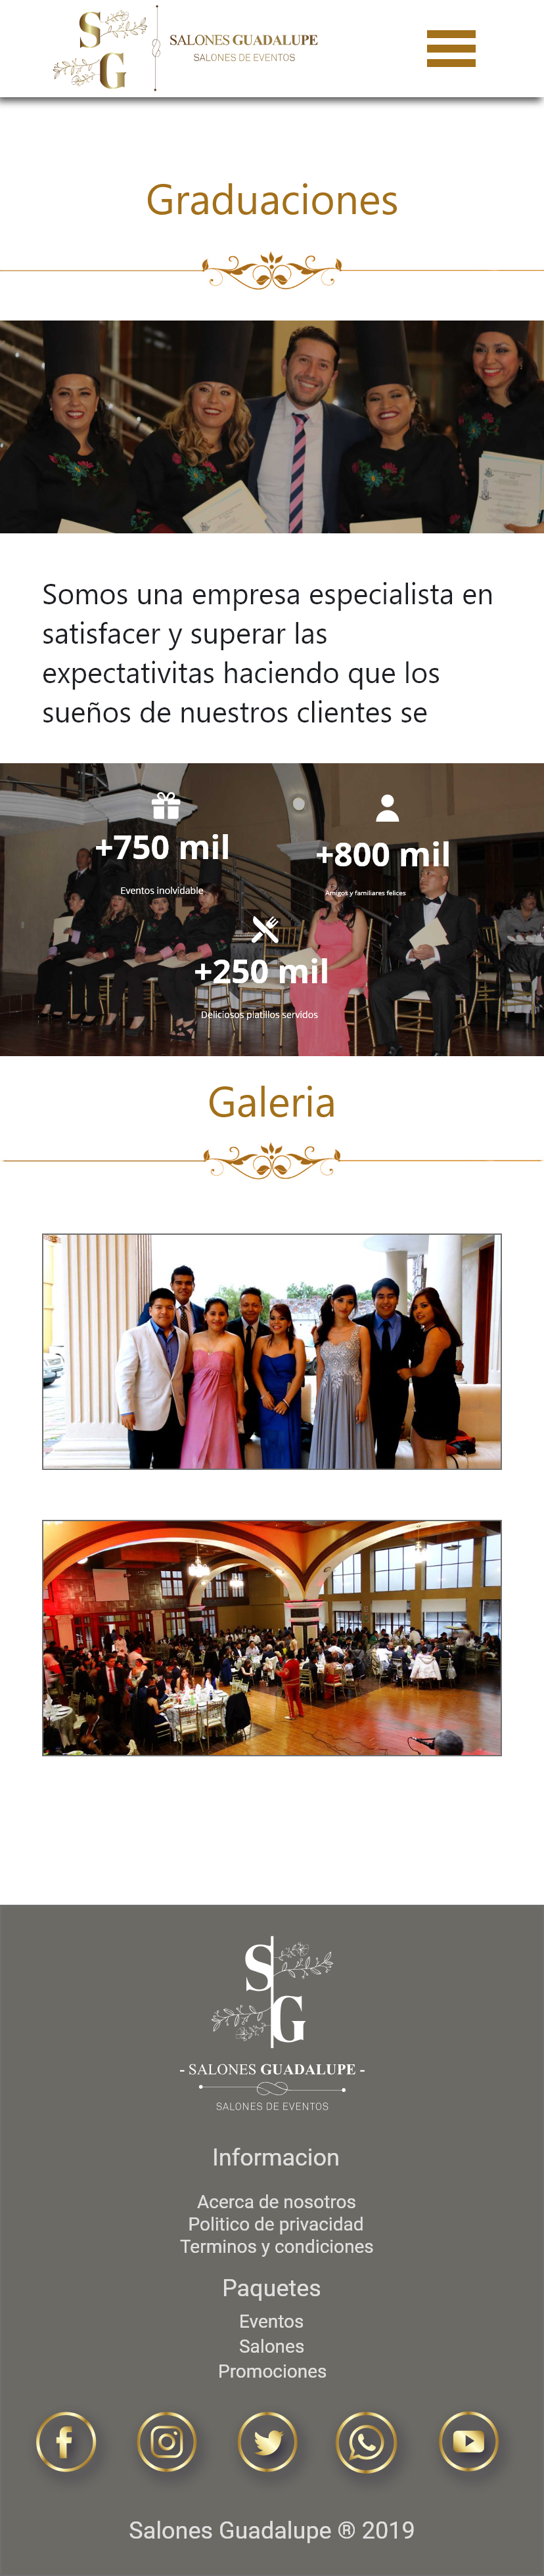 S
G
SALONES GUADALUPE
SALONES DE EVENTOS
Graduaciones
Somos una empresa especialista en
satisfacer y superar las
expectativitas haciendo que los
sueños de nuestros clientes se
+750 mil
Eventos inolvidable
+800 mil
Amigos y familiares felices
+250 mil
Deliciosos platillos servidos
Galeria
S
G
- SALONES GUADALUPE -
SALONES DE EVENTOS
Informacion
Acerca de nosotros
Politico de privacidad
Terminos y condiciones
Paquetes
Eventos
Salones
Promociones
Salones Guadalupe ® 2019